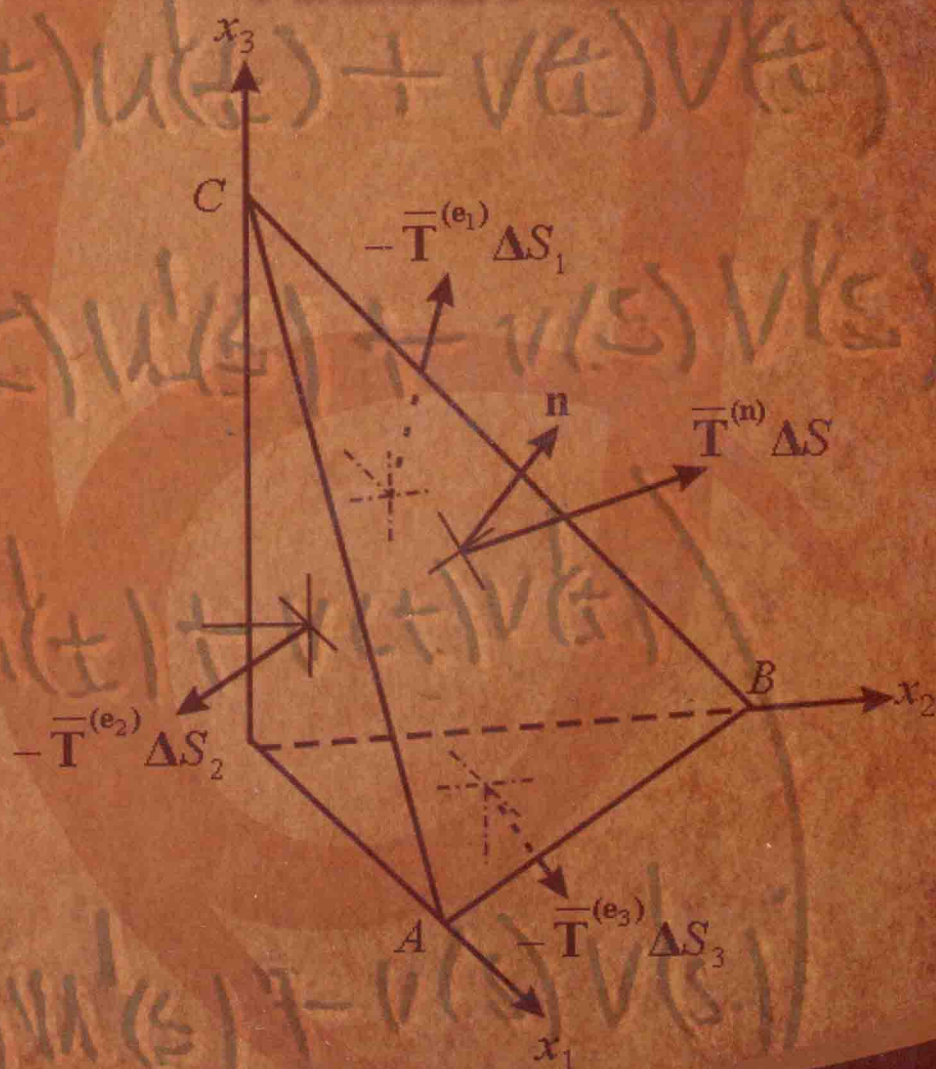 x₃
t)u'(t) + v(t)v'(t)
C
− T̅⁽ᵉ¹⁾ ΔS₁
u'(s) + v(s) v'(s
n
T̅⁽ⁿ⁾ ΔS
(t) + v(t)v'(t)
B
x₂
− T̅⁽ᵉ²⁾ ΔS₂
A
− T̅⁽ᵉ³⁾ ΔS₃
u'(s) + v(s) v'(s)
x₁